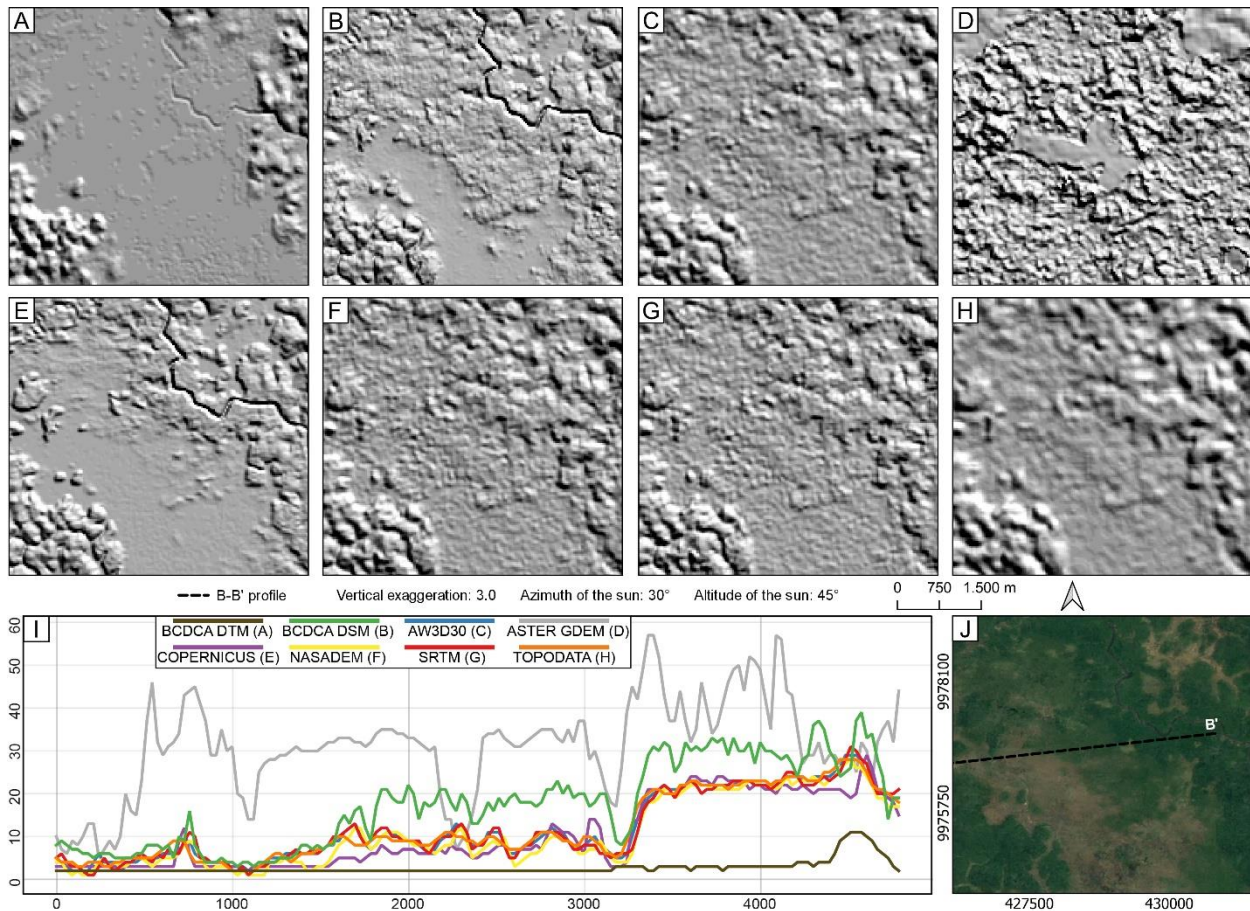 A B C D
E F G H
B-B' profile Vertical exaggeration: 3.0 Azimuth of the sun: 30° Altitude of the sun: 45° 0 750 1.500 m
I
BCDCA DTM (A) BCDCA DSM (B) AW3D30 (C) ASTER GDEM (D)
COPERNICUS (E) NASADEM (F) SRTM (G) TOPODATA (H)
60
50
40
30
20
10
0
0 1000 2000 3000 4000
J
B'
9978100
9975750
427500 430000